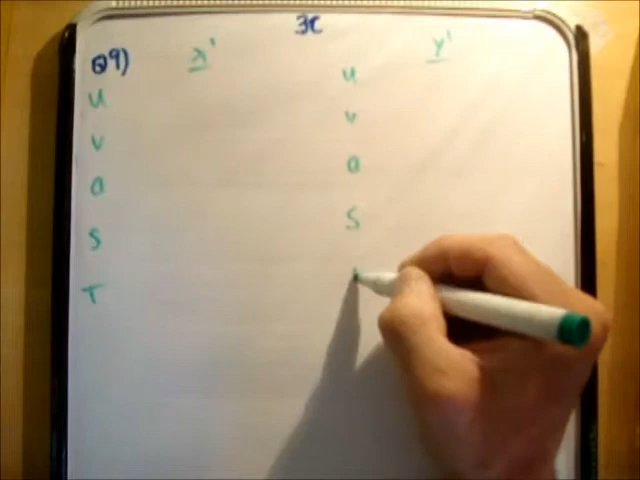 3C
Q9) x' y'
u u
v v
a a
s s
T